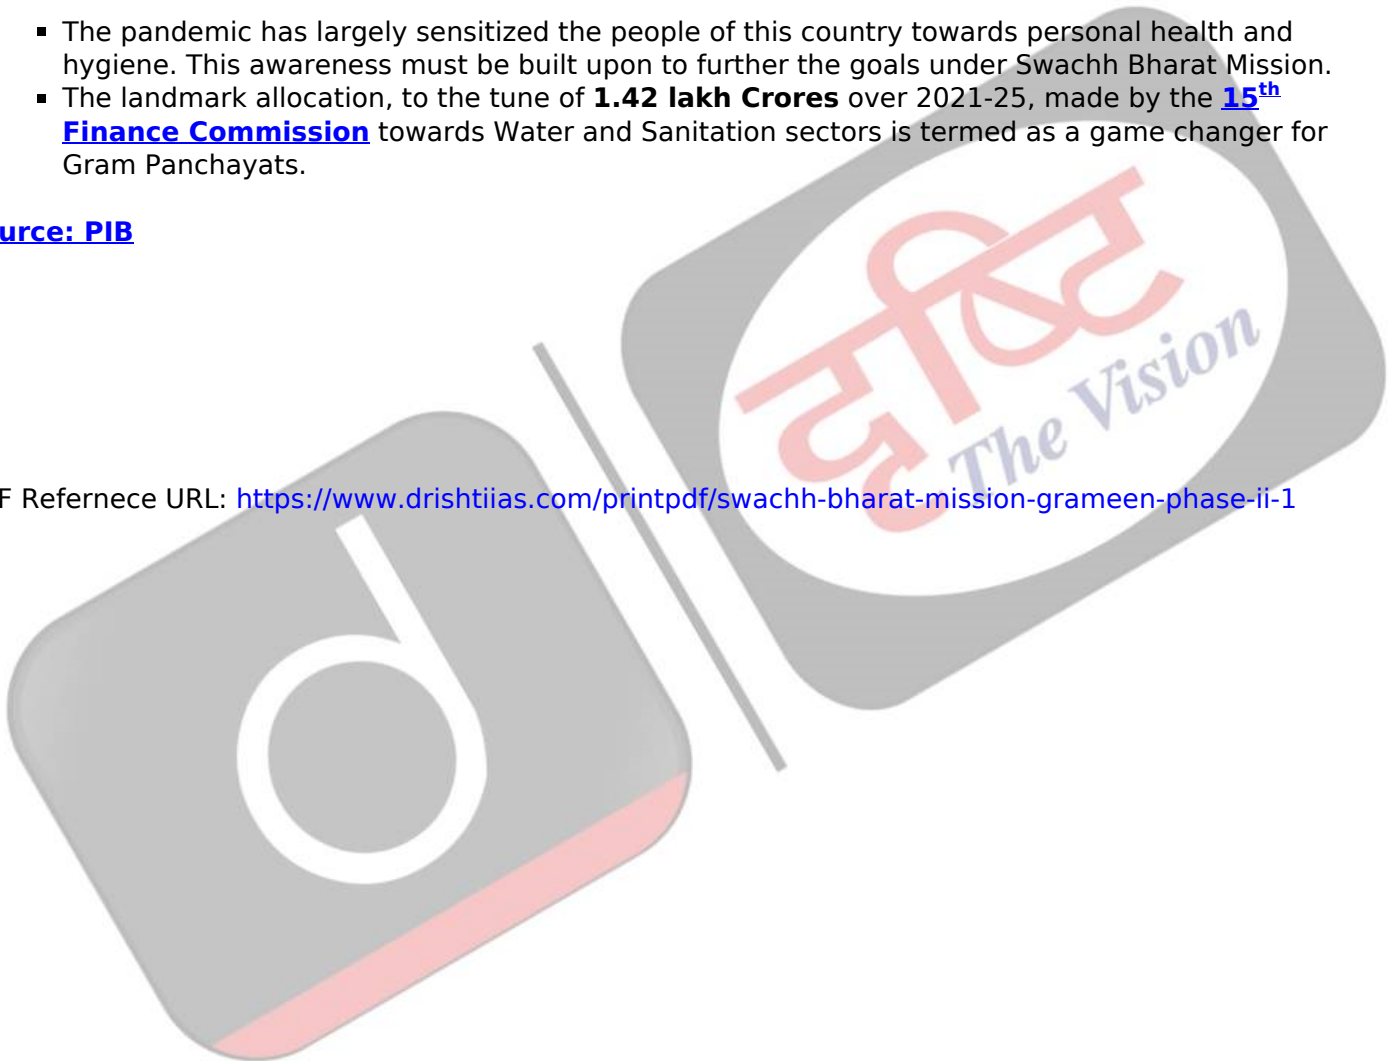 ▪ The pandemic has largely sensitized the people of this country towards personal health and
hygiene. This awareness must be built upon to further the goals under Swachh Bharat Mission.
▪ The landmark allocation, to the tune of 1.42 lakh Crores over 2021-25, made by the 15th
Finance Commission towards Water and Sanitation sectors is termed as a game changer for
Gram Panchayats.
urce: PIB
दृष्टि
The Vision
F Refernece URL: https://www.drishtiias.com/printpdf/swachh-bharat-mission-grameen-phase-ii-1
d